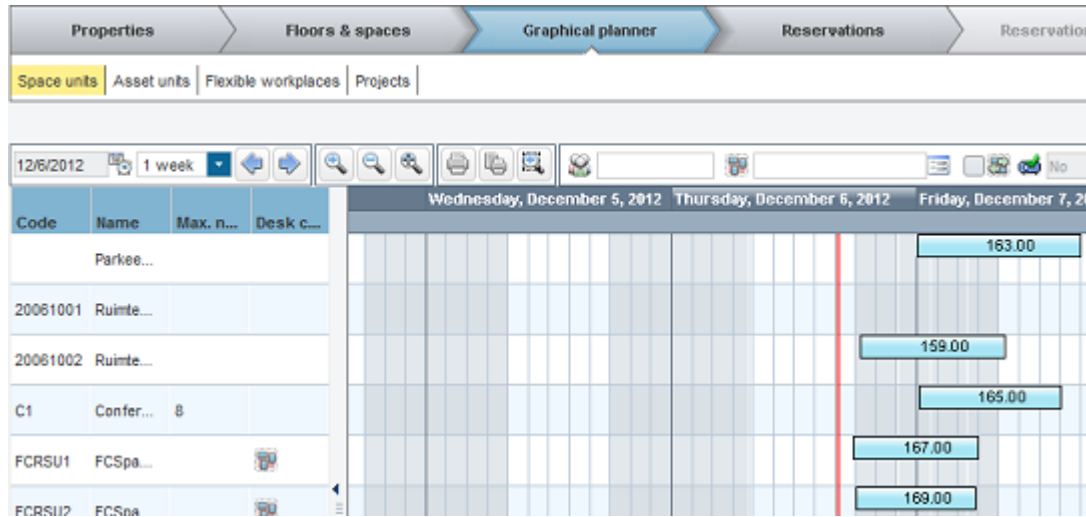 Properties Floors & spaces Graphical planner Reservations Reservation
Space units Asset units Flexible workplaces Projects
12/6/2012 1 week No
Wednesday, December 5, 2012 Thursday, December 6, 2012 Friday, December 7, 20
Code Name Max. n... Desk c...
Parkee... 163.00
20061001 Ruimte...
20061002 Ruimte... 159.00
C1 Confer... 8 165.00
FCRSU1 FCSpa... 167.00
FCRSU2 FCSpa 169.00